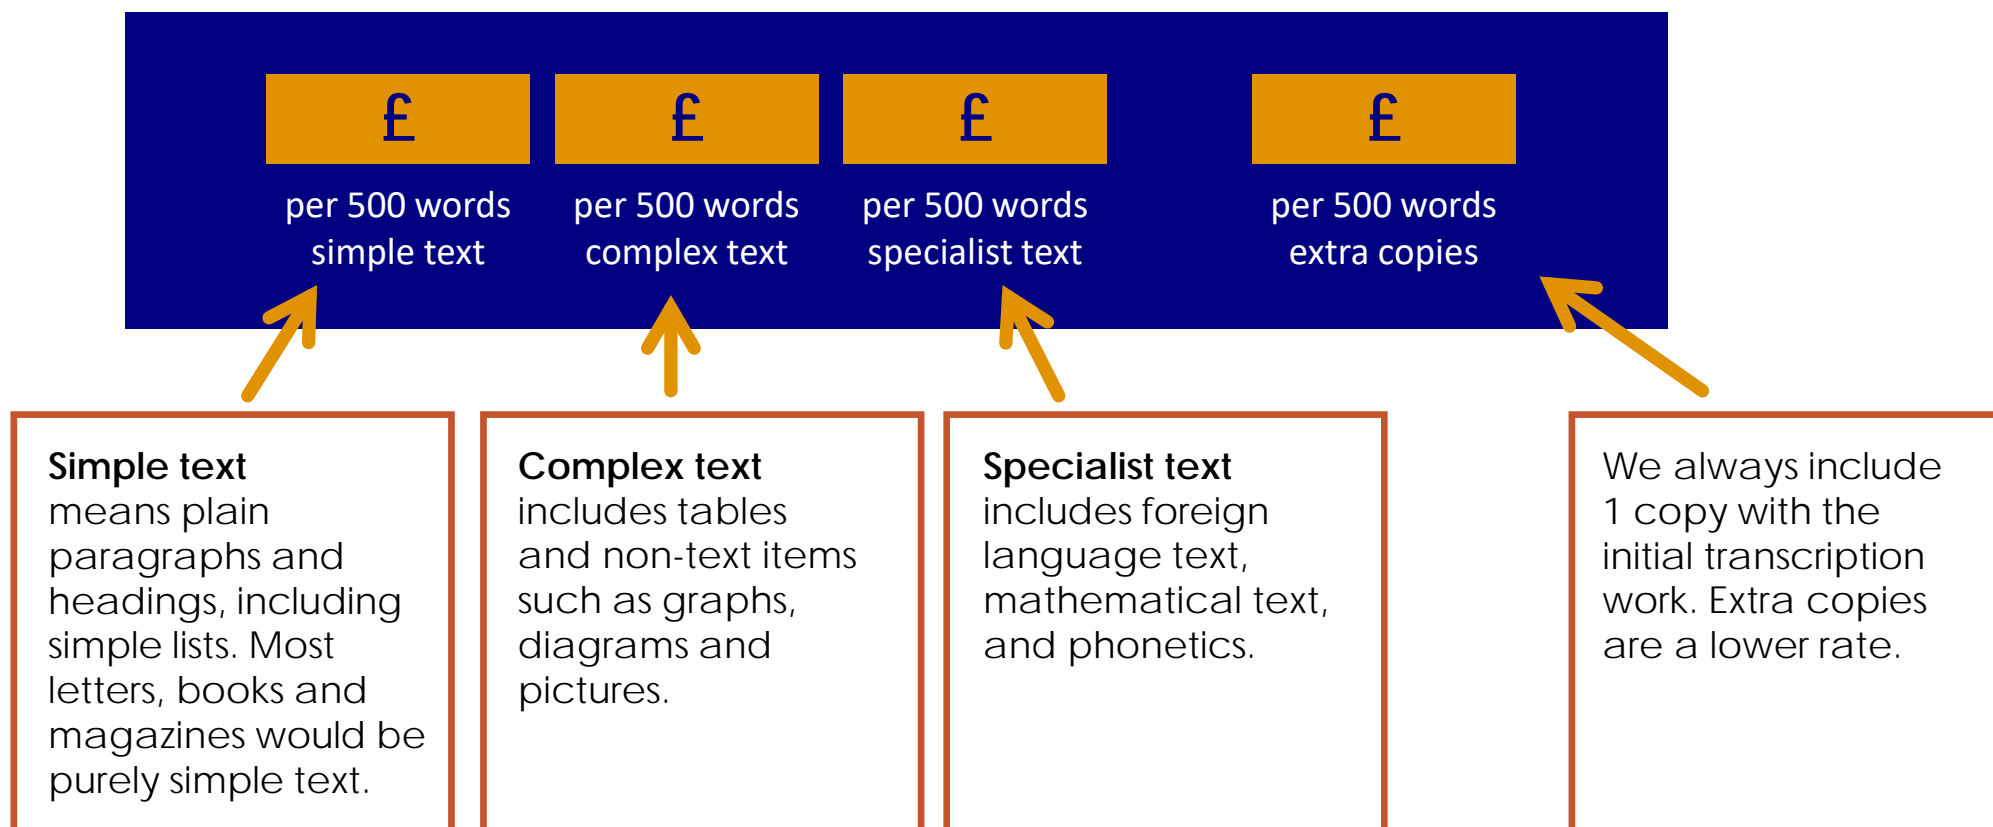 £
per 500 words
simple text
£
per 500 words
complex text
£
per 500 words
specialist text
£
per 500 words
extra copies
Simple text
means plain
paragraphs and
headings, including
simple lists. Most
letters, books and
magazines would be
purely simple text.
Complex text
includes tables
and non-text items
such as graphs,
diagrams and
pictures.
Specialist text
includes foreign
language text,
mathematical text,
and phonetics.
We always include
1 copy with the
initial transcription
work. Extra copies
are a lower rate.